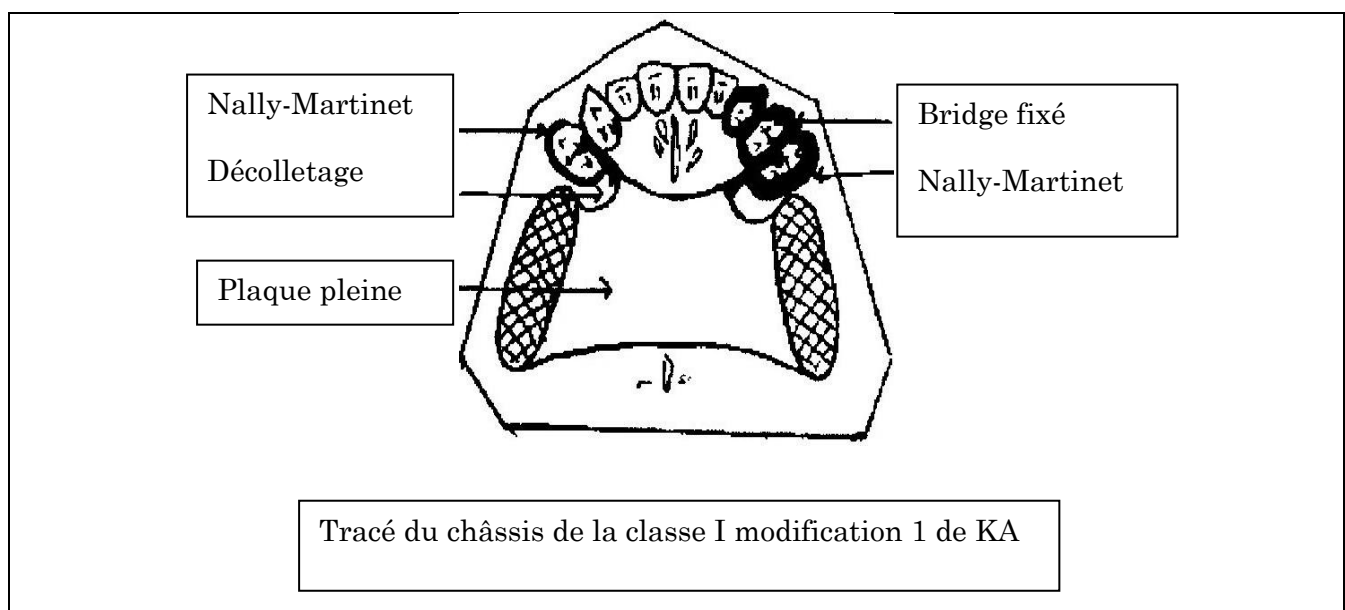 Nally-Martinet
Décolletage
Plaque pleine
Bridge fixé
Nally-Martinet
Tracé du châssis de la classe I modification 1 de KA